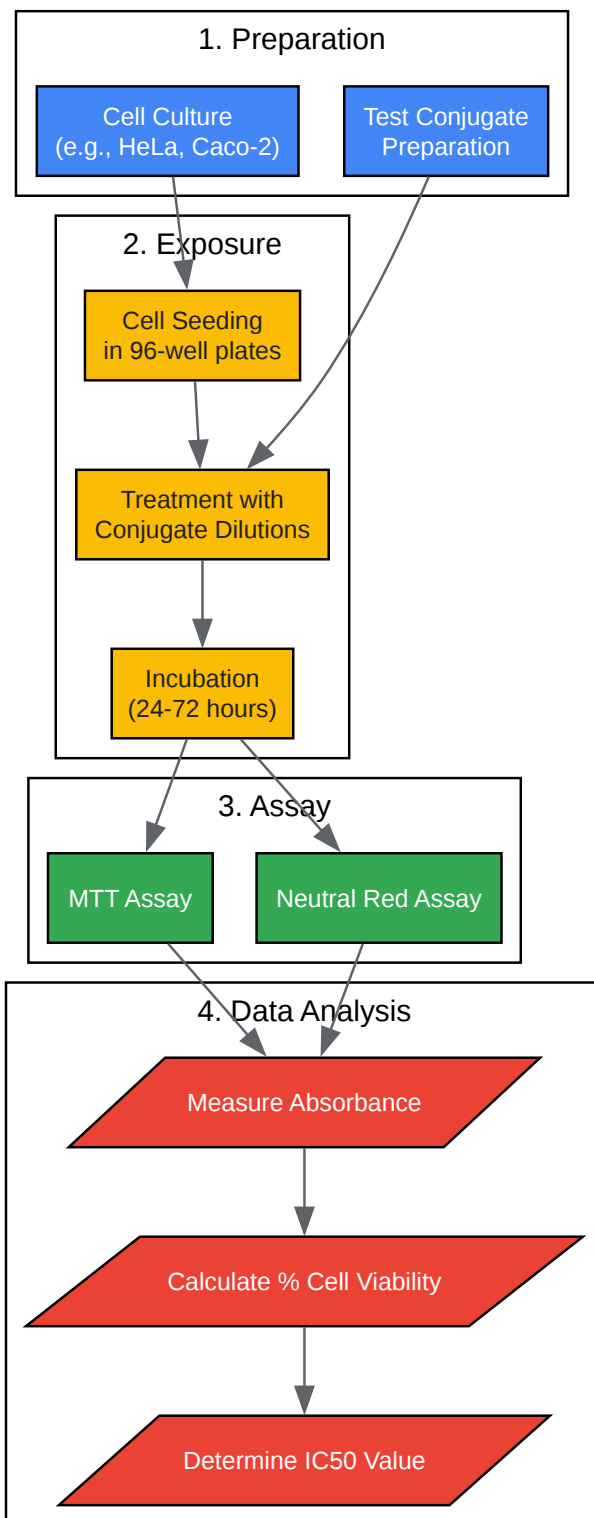 1. Preparation
Cell Culture
(e.g., HeLa, Caco-2)
Test Conjugate
Preparation
2. Exposure
Cell Seeding
in 96-well plates
Treatment with
Conjugate Dilutions
Incubation
(24-72 hours)
3. Assay
MTT Assay
Neutral Red Assay
4. Data Analysis
Measure Absorbance
Calculate % Cell Viability
Determine IC50 Value